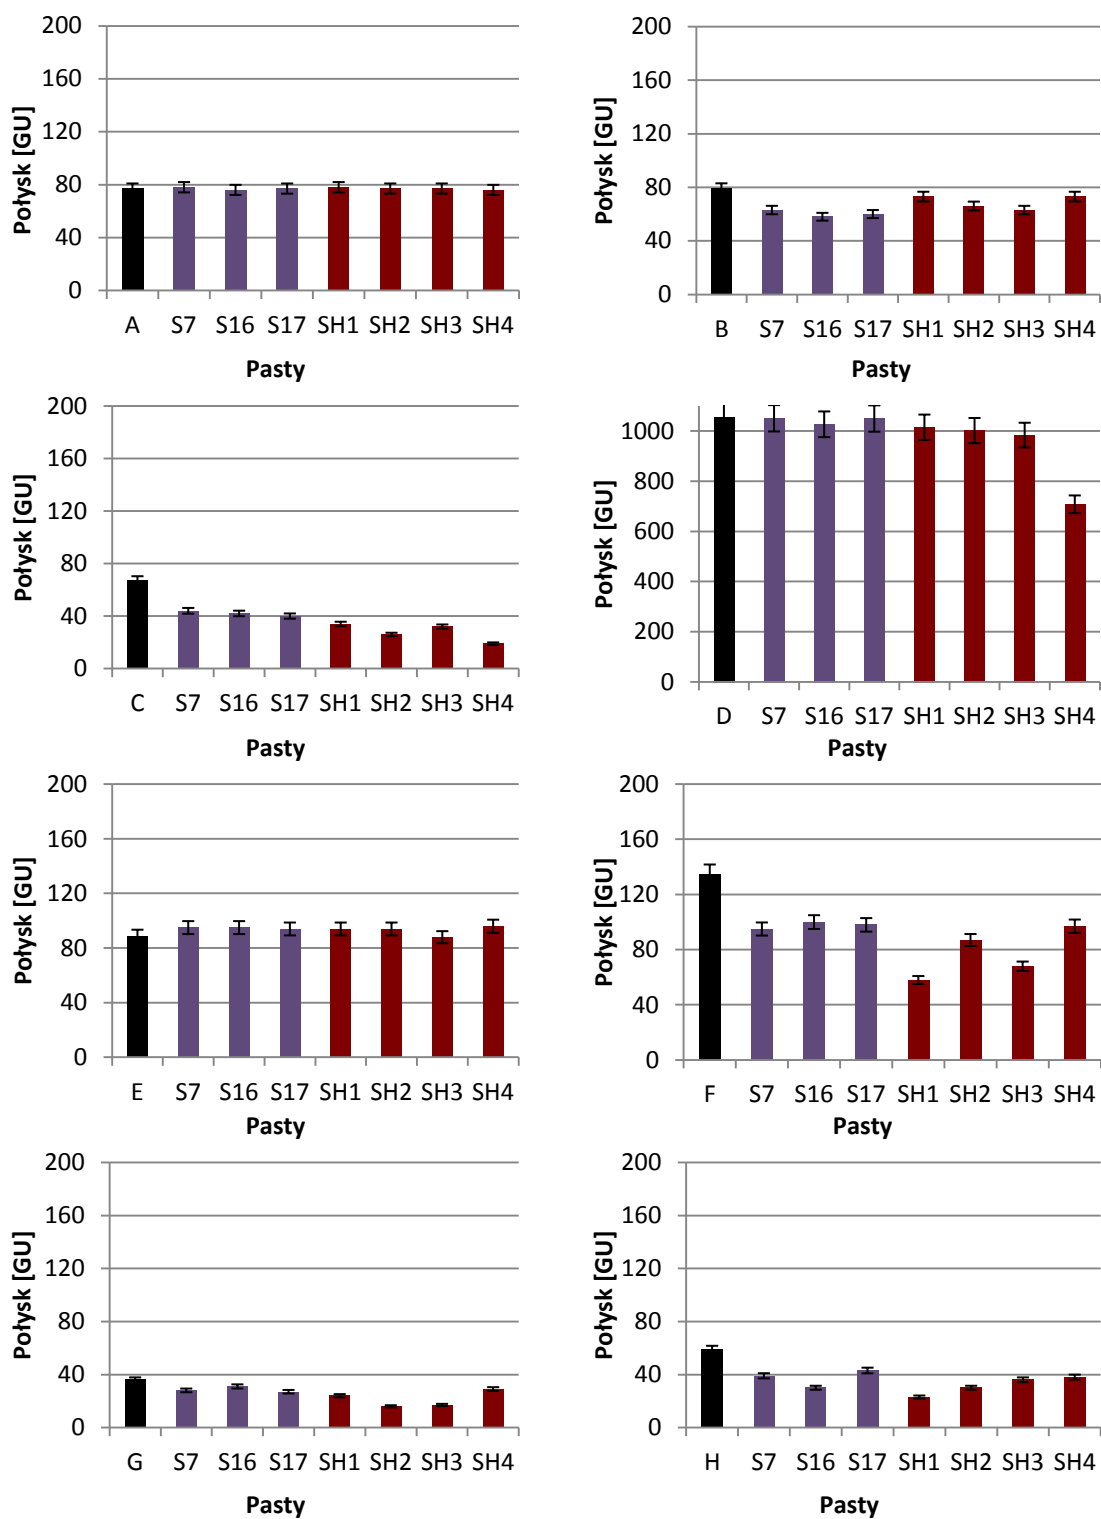 200
160
120
80
40
0
Połysk [GU]
A S7 S16 S17 SH1 SH2 SH3 SH4
Pasty
200
160
120
80
40
0
Połysk [GU]
B S7 S16 S17 SH1 SH2 SH3 SH4
Pasty
200
160
120
80
40
0
Połysk [GU]
C S7 S16 S17 SH1 SH2 SH3 SH4
Pasty
1000
800
600
400
200
0
Połysk [GU]
D S7 S16 S17 SH1 SH2 SH3 SH4
Pasty
200
160
120
80
40
0
Połysk [GU]
E S7 S16 S17 SH1 SH2 SH3 SH4
Pasty
200
160
120
80
40
0
Połysk [GU]
F S7 S16 S17 SH1 SH2 SH3 SH4
Pasty
200
160
120
80
40
0
Połysk [GU]
G S7 S16 S17 SH1 SH2 SH3 SH4
Pasty
200
160
120
80
40
0
Połysk [GU]
H S7 S16 S17 SH1 SH2 SH3 SH4
Pasty